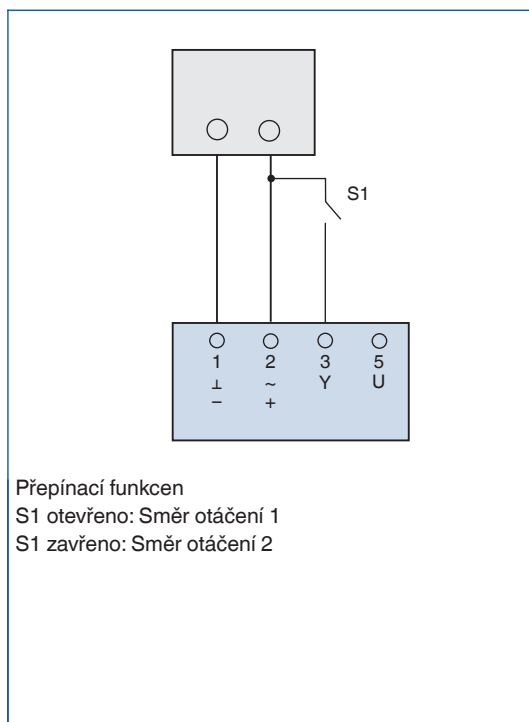 S1
1 2 3 5
⊥ ~ Y U
– +
Přepínací funkcen
S1 otevřeno: Směr otáčení 1
S1 zavřeno: Směr otáčení 2